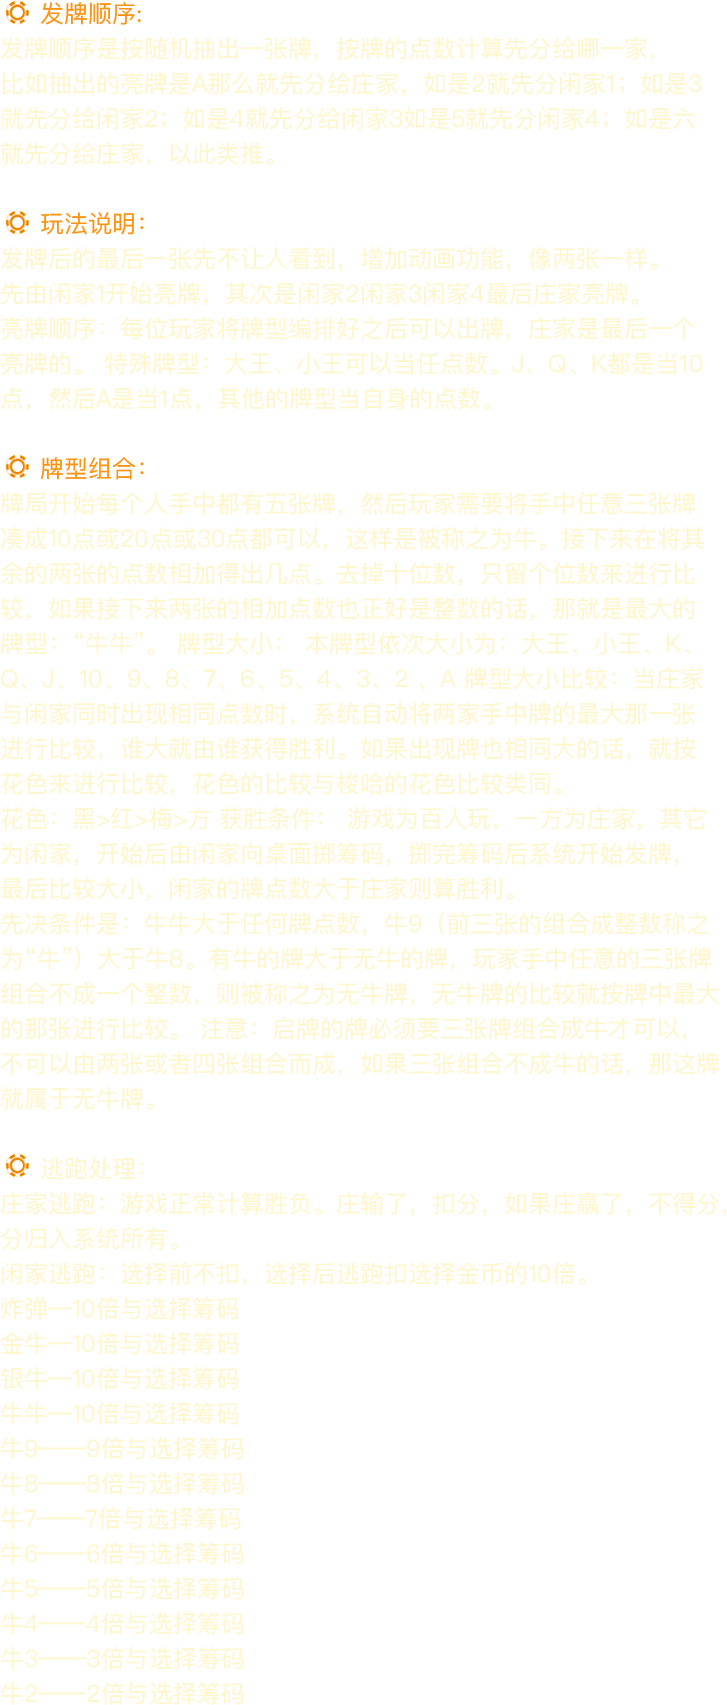 发牌顺序:
发牌顺序是按随机抽出一张牌，按牌的点数计算先分给哪一家，
比如抽出的亮牌是A那么就先分给庄家，如是2就先分闲家1；如是3
就先分给闲家2；如是4就先分给闲家3如是5就先分闲家4；如是六
就先分给庄家，以此类推。
玩法说明：
发牌后的最后一张先不让人看到，增加动画功能．像两张一样。
先由闲家1开始亮牌，其次是闲家2闲家3闲家4最后庄家亮牌。
亮牌顺序：每位玩家将牌型编排好之后可以出牌，庄家是最后一个
亮牌的。 特殊牌型：大王、小王可以当任点数。J、Q、K都是当10
点，然后A是当1点，其他的牌型当自身的点数。
牌型组合：
牌局开始每个人手中都有五张牌，然后玩家需要将手中任意三张牌
凑成10点或20点或30点都可以，这样是被称之为牛。接下来在将其
余的两张的点数相加得出几点。去掉十位数，只留个位数来进行比
较，如果接下来两张的相加点数也正好是整数的话，那就是最大的
牌型：“牛牛”。 牌型大小： 本牌型依次大小为：大王、小王、K、
Q、J、10、9、8、7、6、5、4、3、2 、A 牌型大小比较：当庄家
与闲家同时出现相同点数时，系统自动将两家手中牌的最大那一张
进行比较，谁大就由谁获得胜利。如果出现牌也相同大的话，就按
花色来进行比较，花色的比较与梭哈的花色比较类同。
花色：黑>红>梅>方 获胜条件： 游戏为百人玩，一方为庄家，其它
为闲家，开始后由闲家向桌面掷筹码，掷完筹码后系统开始发牌，
最后比较大小，闲家的牌点数大于庄家则算胜利。
先决条件是：牛牛大于任何牌点数，牛9（前三张的组合成整数称之
为“牛”）大于牛8。有牛的牌大于无牛的牌，玩家手中任意的三张牌
组合不成一个整数，则被称之为无牛牌，无牛牌的比较就按牌中最大
的那张进行比较。 注意：启牌的牌必须要三张牌组合成牛才可以，
不可以由两张或者四张组合而成，如果三张组合不成牛的话，那这牌
就属于无牛牌。
逃跑处理：
庄家逃跑：游戏正常计算胜负。庄输了，扣分，如果庄赢了，不得分，
分归入系统所有。
闲家逃跑：选择前不扣，选择后逃跑扣选择金币的10倍。
炸弹—10倍与选择筹码
金牛—10倍与选择筹码
银牛—10倍与选择筹码
牛牛—10倍与选择筹码
牛9——9倍与选择筹码
牛8——8倍与选择筹码
牛7——7倍与选择筹码
牛6——6倍与选择筹码
牛5——5倍与选择筹码
牛4——4倍与选择筹码
牛3——3倍与选择筹码
牛2——2倍与选择筹码